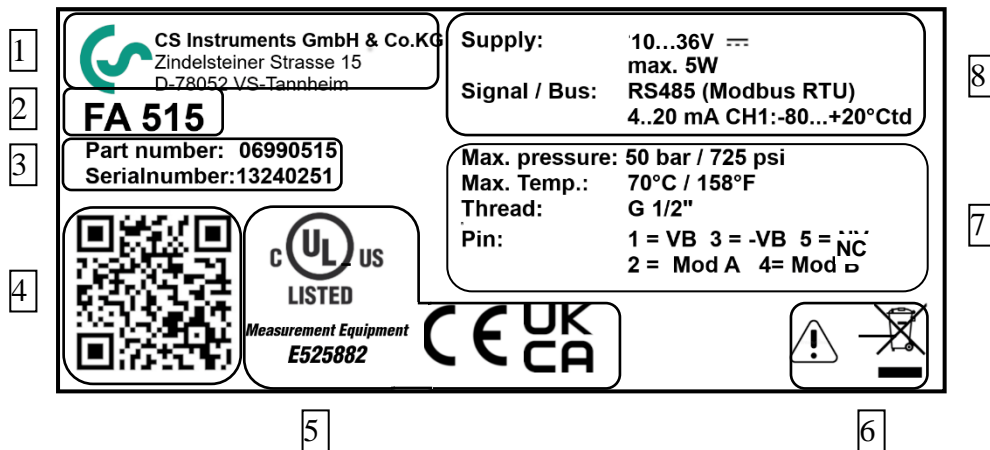 1
CS Instruments GmbH & Co.KG
Zindelsteiner Strasse 15
D-78052 VS-Tannheim
2
FA 515
3
Part number: 06990515
Serialnumber:13240251
4
C UL US
LISTED
Measurement Equipment
E525882
CE UK
CA
5
Supply: 10...36V
max. 5W
Signal / Bus: RS485 (Modbus RTU)
4..20 mA CH1:-80...+20°Ctd
8
Max. pressure: 50 bar / 725 psi
Max. Temp.: 70°C / 158°F
Thread: G 1/2"
Pin: 1 = VB 3 = -VB 5 = NC
2 = Mod A 4= Mod B
7
!
6